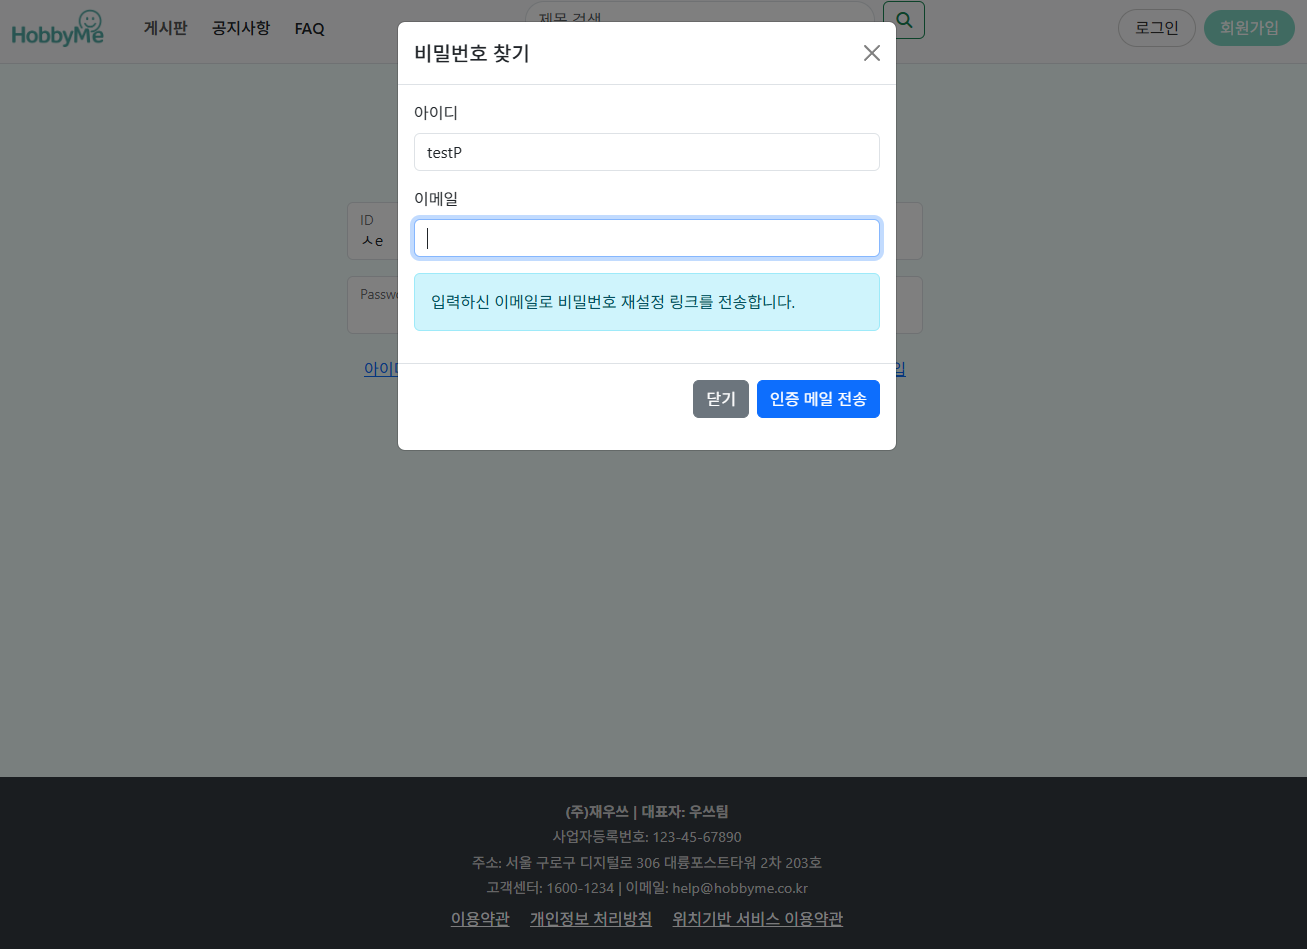 HobbyMe 게시판 공지사항 FAQ 제목 검색 로그인 회원가입
비밀번호 찾기
아이디
testP
이메일
ID
ㅅe
입력하신 이메일로 비밀번호 재설정 링크를 전송합니다.
닫기 인증 메일 전송
(주)재우쓰 | 대표자: 우쓰팀
사업자등록번호: 123-45-67890
주소: 서울 구로구 디지털로 306 대륭포스트타워 2차 203호
고객센터: 1600-1234 | 이메일: help@hobbyme.co.kr
이용약관 개인정보 처리방침 위치기반 서비스 이용약관